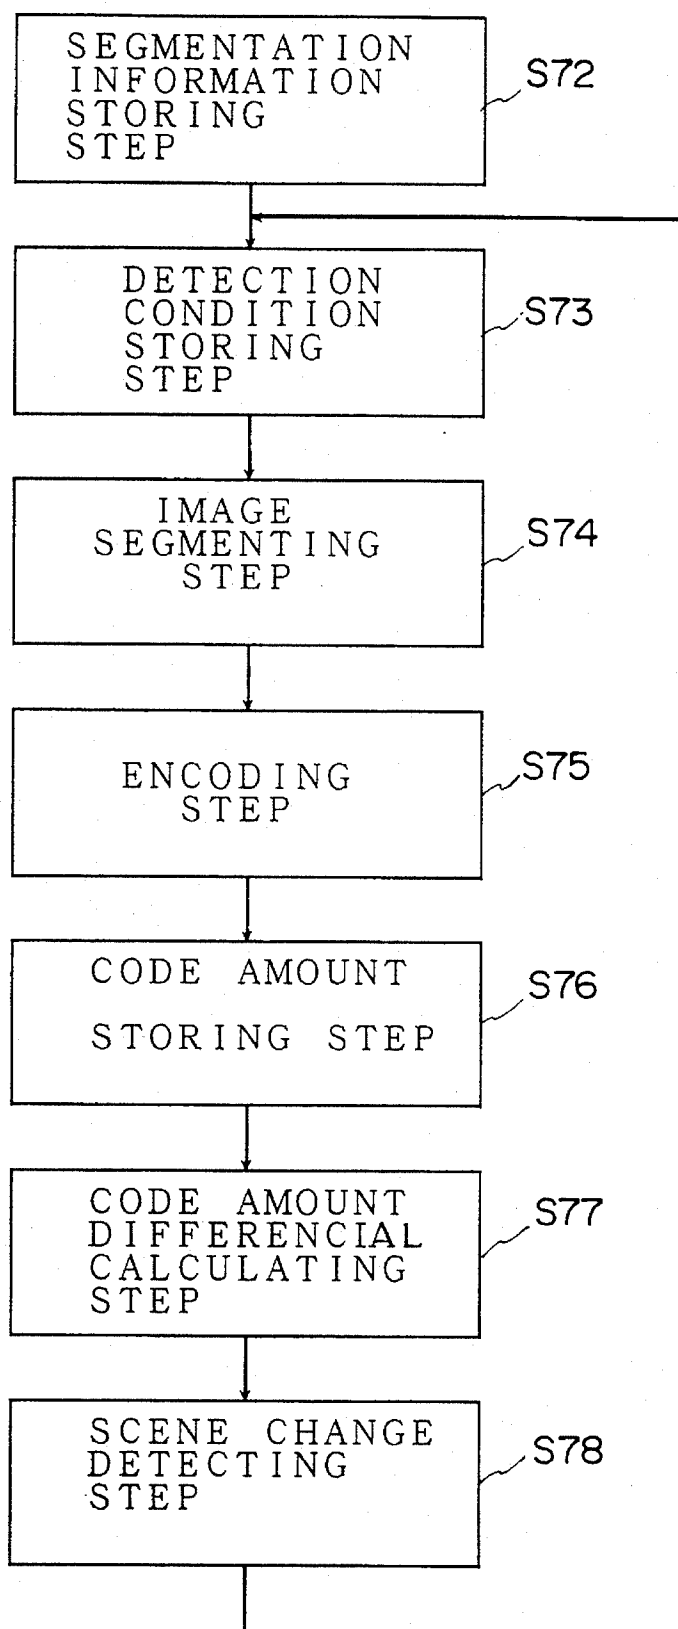 SEGMENTATION
INFORMATION
STORING
STEP
S72
DETECTION
CONDITION
STORING
STEP
S73
IMAGE
SEGMENTING
STEP
S74
ENCODING
STEP
S75
CODE AMOUNT
STORING STEP
S76
CODE AMOUNT
DIFFERENCIAL
CALCULATING
STEP
S77
SCENE CHANGE
DETECTING
STEP
S78